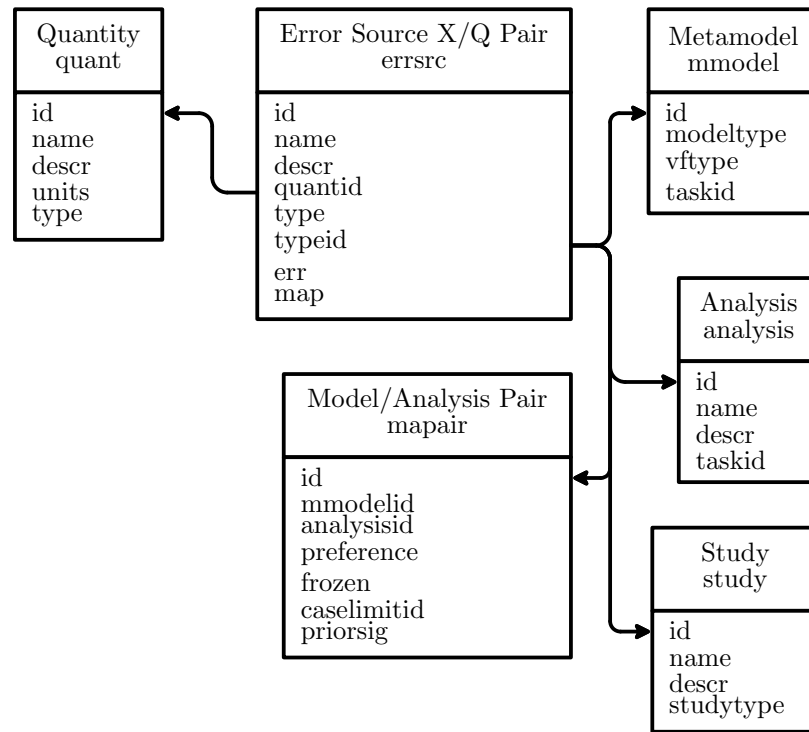 Quantity
quant
id
name
descr
units
type
Error Source X/Q Pair
errsrc
id
name
descr
quantid
type
typeid
err
map
Metamodel
mmodel
id
modeltype
vftype
taskid
Analysis
analysis
id
name
descr
taskid
Model/Analysis Pair
mapair
id
mmodelid
analysisid
preference
frozen
caselimitid
priorsig
Study
study
id
name
descr
studytype